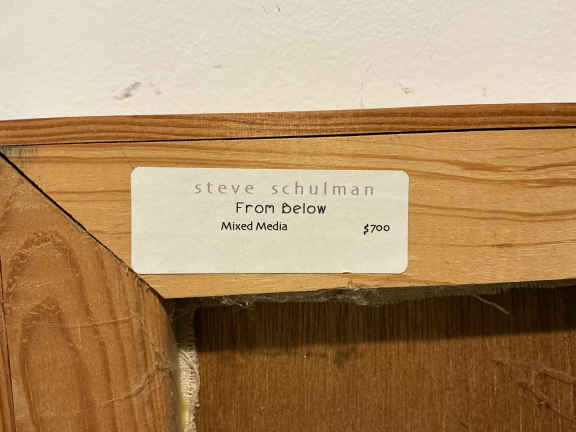 steve schulman
From Below
Mixed Media $700